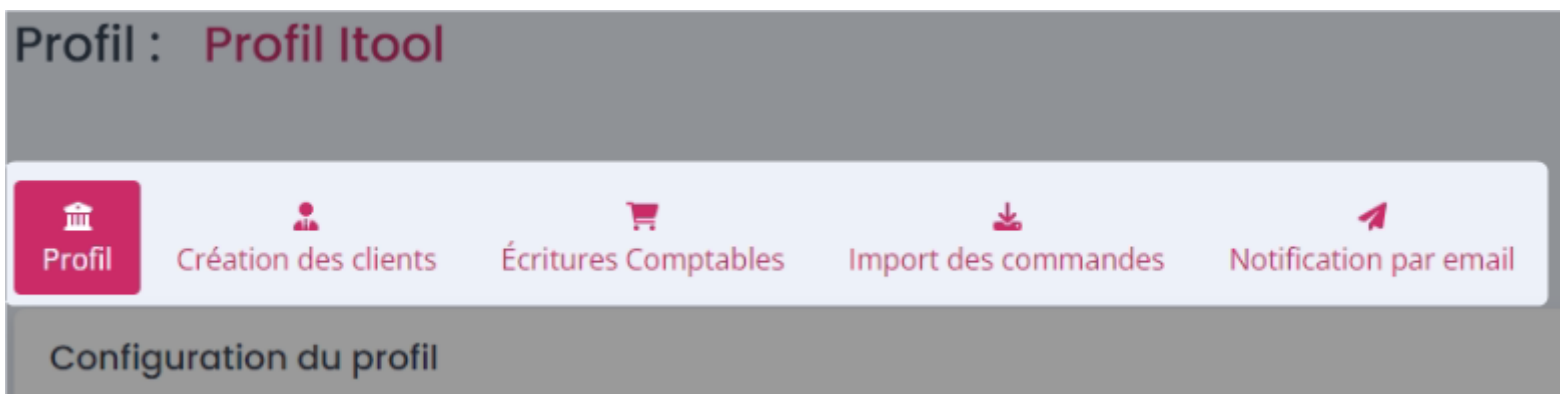 Profil : Profil Itool
Profil Création des clients Écritures Comptables Import des commandes Notification par email
Configuration du profil